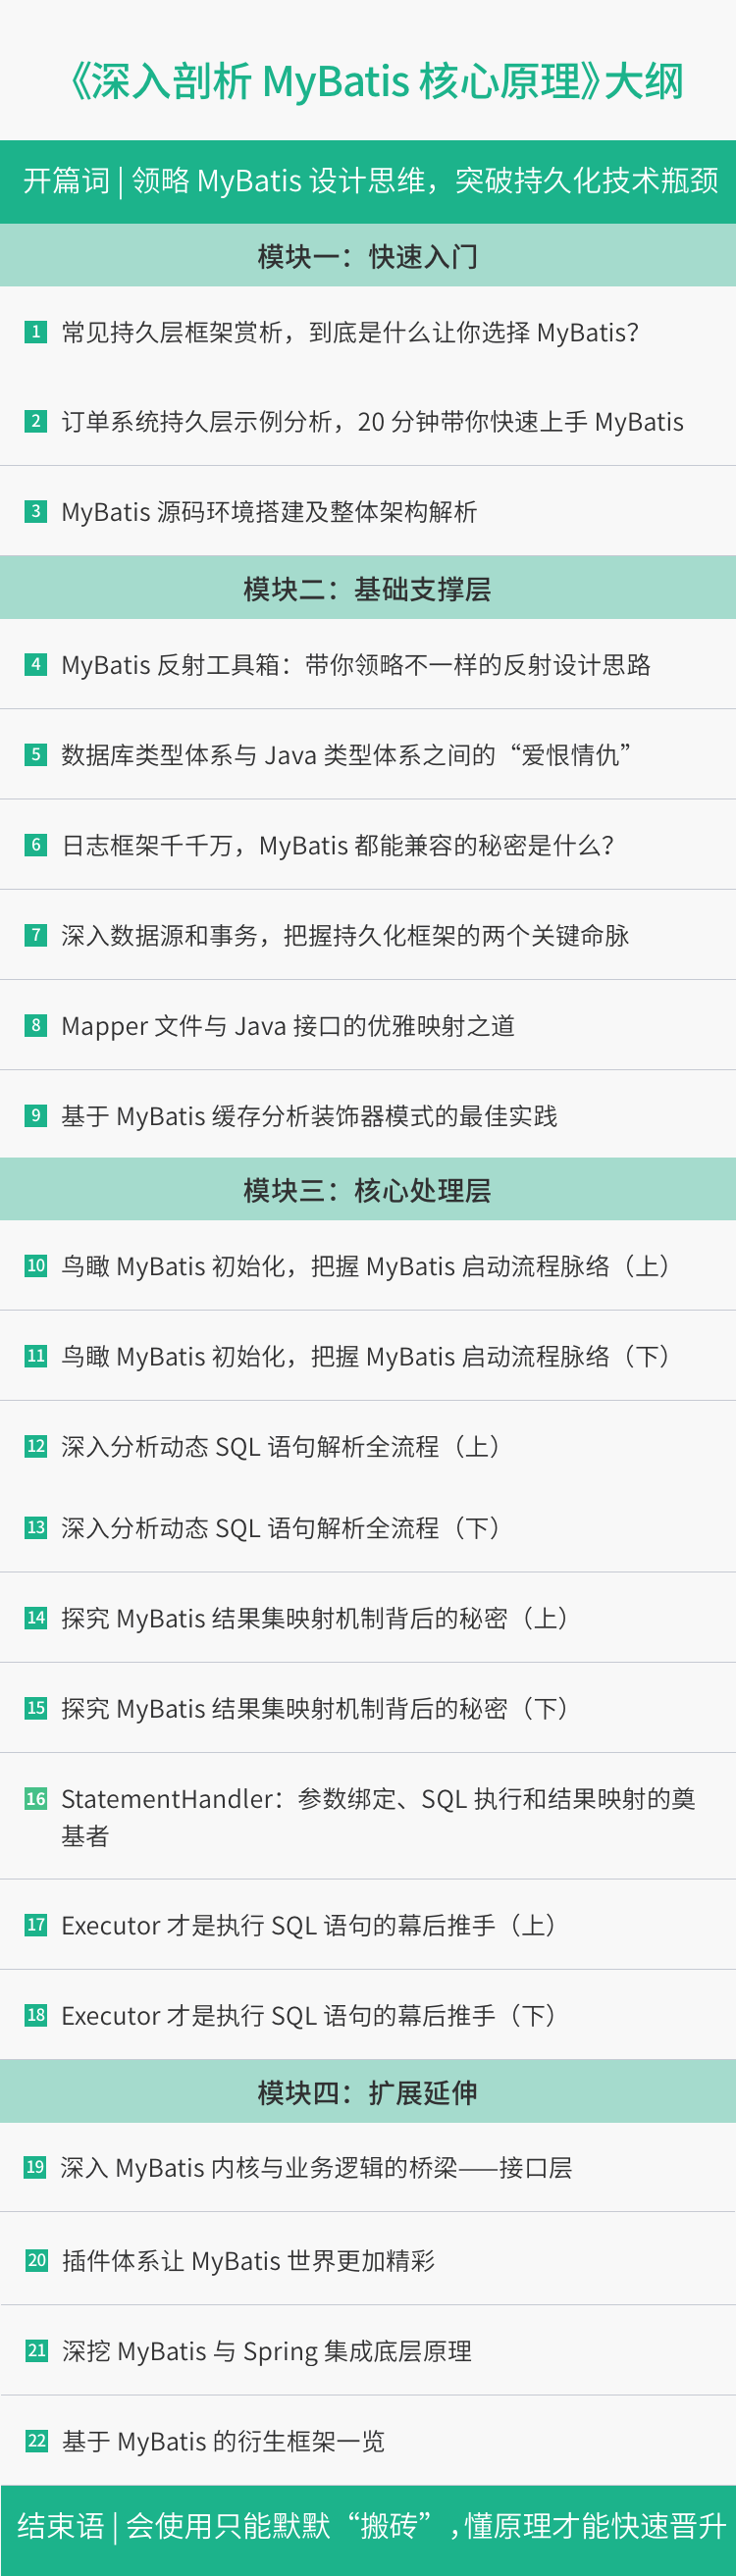 《深入剖析 MyBatis 核心原理》大纲
开篇词 | 领略 MyBatis 设计思维，突破持久化技术瓶颈
模块一：快速入门
1 常见持久层框架赏析，到底是什么让你选择 MyBatis？
2 订单系统持久层示例分析，20 分钟带你快速上手 MyBatis
3 MyBatis 源码环境搭建及整体架构解析
模块二：基础支撑层
4 MyBatis 反射工具箱：带你领略不一样的反射设计思路
5 数据库类型体系与 Java 类型体系之间的“爱恨情仇”
6 日志框架千千万，MyBatis 都能兼容的秘密是什么？
7 深入数据源和事务，把握持久化框架的两个关键命脉
8 Mapper 文件与 Java 接口的优雅映射之道
9 基于 MyBatis 缓存分析装饰器模式的最佳实践
模块三：核心处理层
10 鸟瞰 MyBatis 初始化，把握 MyBatis 启动流程脉络（上）
11 鸟瞰 MyBatis 初始化，把握 MyBatis 启动流程脉络（下）
12 深入分析动态 SQL 语句解析全流程（上）
13 深入分析动态 SQL 语句解析全流程（下）
14 探究 MyBatis 结果集映射机制背后的秘密（上）
15 探究 MyBatis 结果集映射机制背后的秘密（下）
16 StatementHandler：参数绑定、SQL 执行和结果映射的奠
基者
17 Executor 才是执行 SQL 语句的幕后推手（上）
18 Executor 才是执行 SQL 语句的幕后推手（下）
模块四：扩展延伸
19 深入 MyBatis 内核与业务逻辑的桥梁——接口层
20 插件体系让 MyBatis 世界更加精彩
21 深挖 MyBatis 与 Spring 集成底层原理
22 基于 MyBatis 的衍生框架一览
结束语 | 会使用只能默默“搬砖”，懂原理才能快速晋升